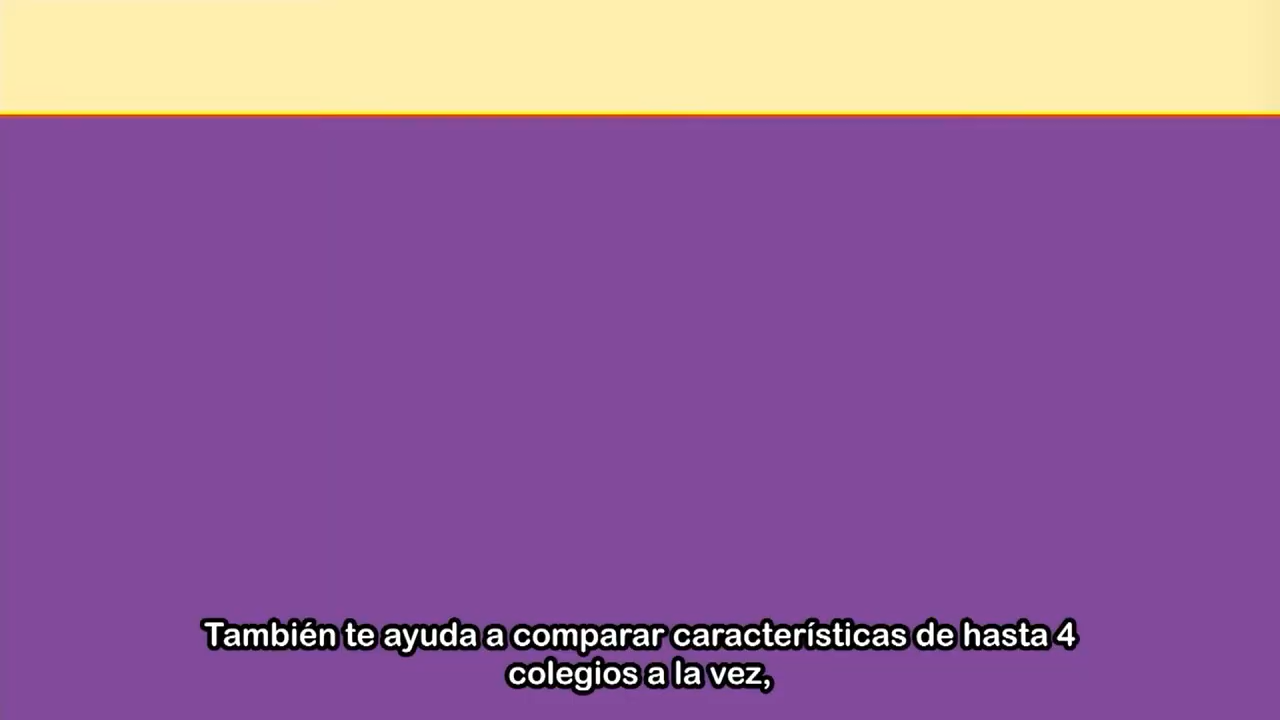 También te ayuda a comparar características de hasta 4
colegios a la vez,